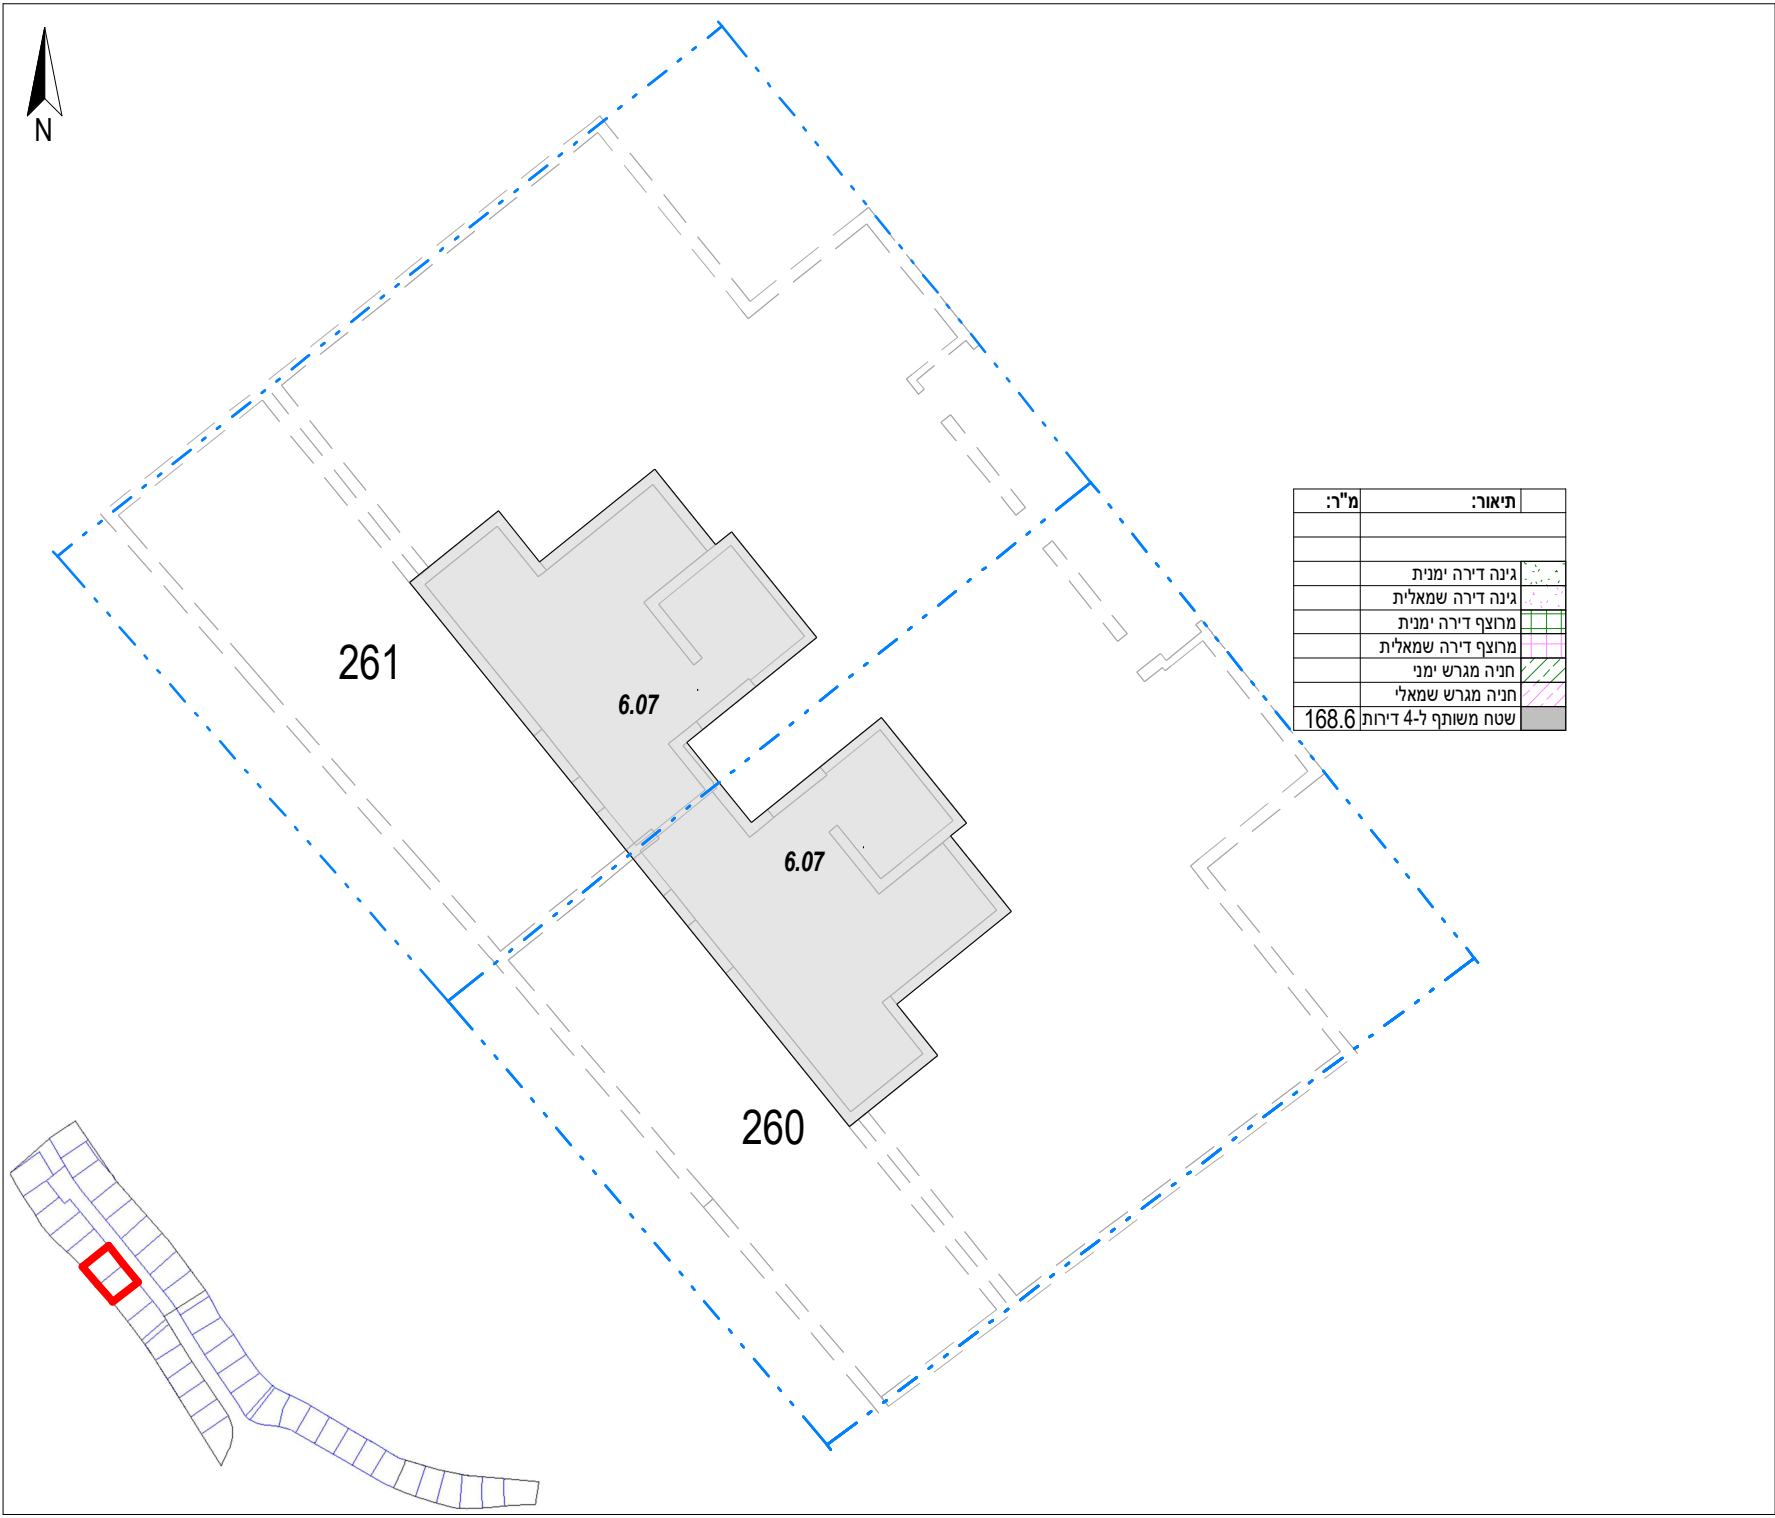 N
תיאור: מ"ר:
גינה דירה ימנית
גינה דירה שמאלית
מרוצף דירה ימנית
מרוצף דירה שמאלית
חניה מגרש ימני
חניה מגרש שמאלי
שטח משותף ל-4 דירות 168.6
261
6.07
6.07
260